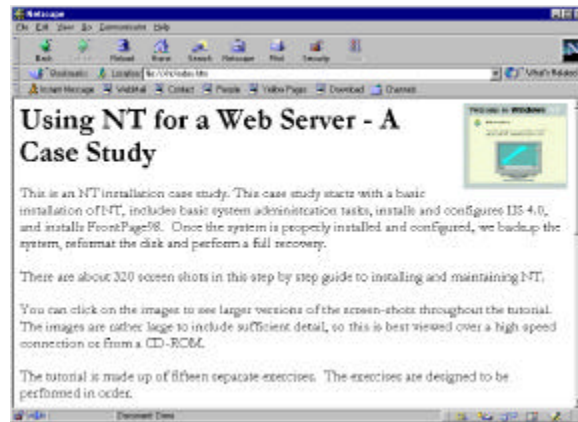 Netscape
File Edit View Go Communicator Help
Back Reload Home Search Netscape Print Security
Bookmarks Location: What's Related
Instant Message WebMail Contact People Yellow Pages Download Channels
Using NT for a Web Server - A
Case Study
This is an NT installation case study. This case study starts with a basic
installation of NT, includes basic system administration tasks, installs and configures IIS 4.0,
and installs FrontPage98. Once the system is properly installed and configured, we backup the
system, reformat the disk and perform a full recovery.
There are about 320 screen shots in this step by step guide to installing and maintaining NT.
You can click on the images to see larger versions of the screen-shots throughout the tutorial.
The images are rather large to include sufficient detail, so this is best viewed over a high speed
connection or from a CD-ROM.
The tutorial is made up of fifteen separate exercises. The exercises are designed to be
performed in order.
Document: Done